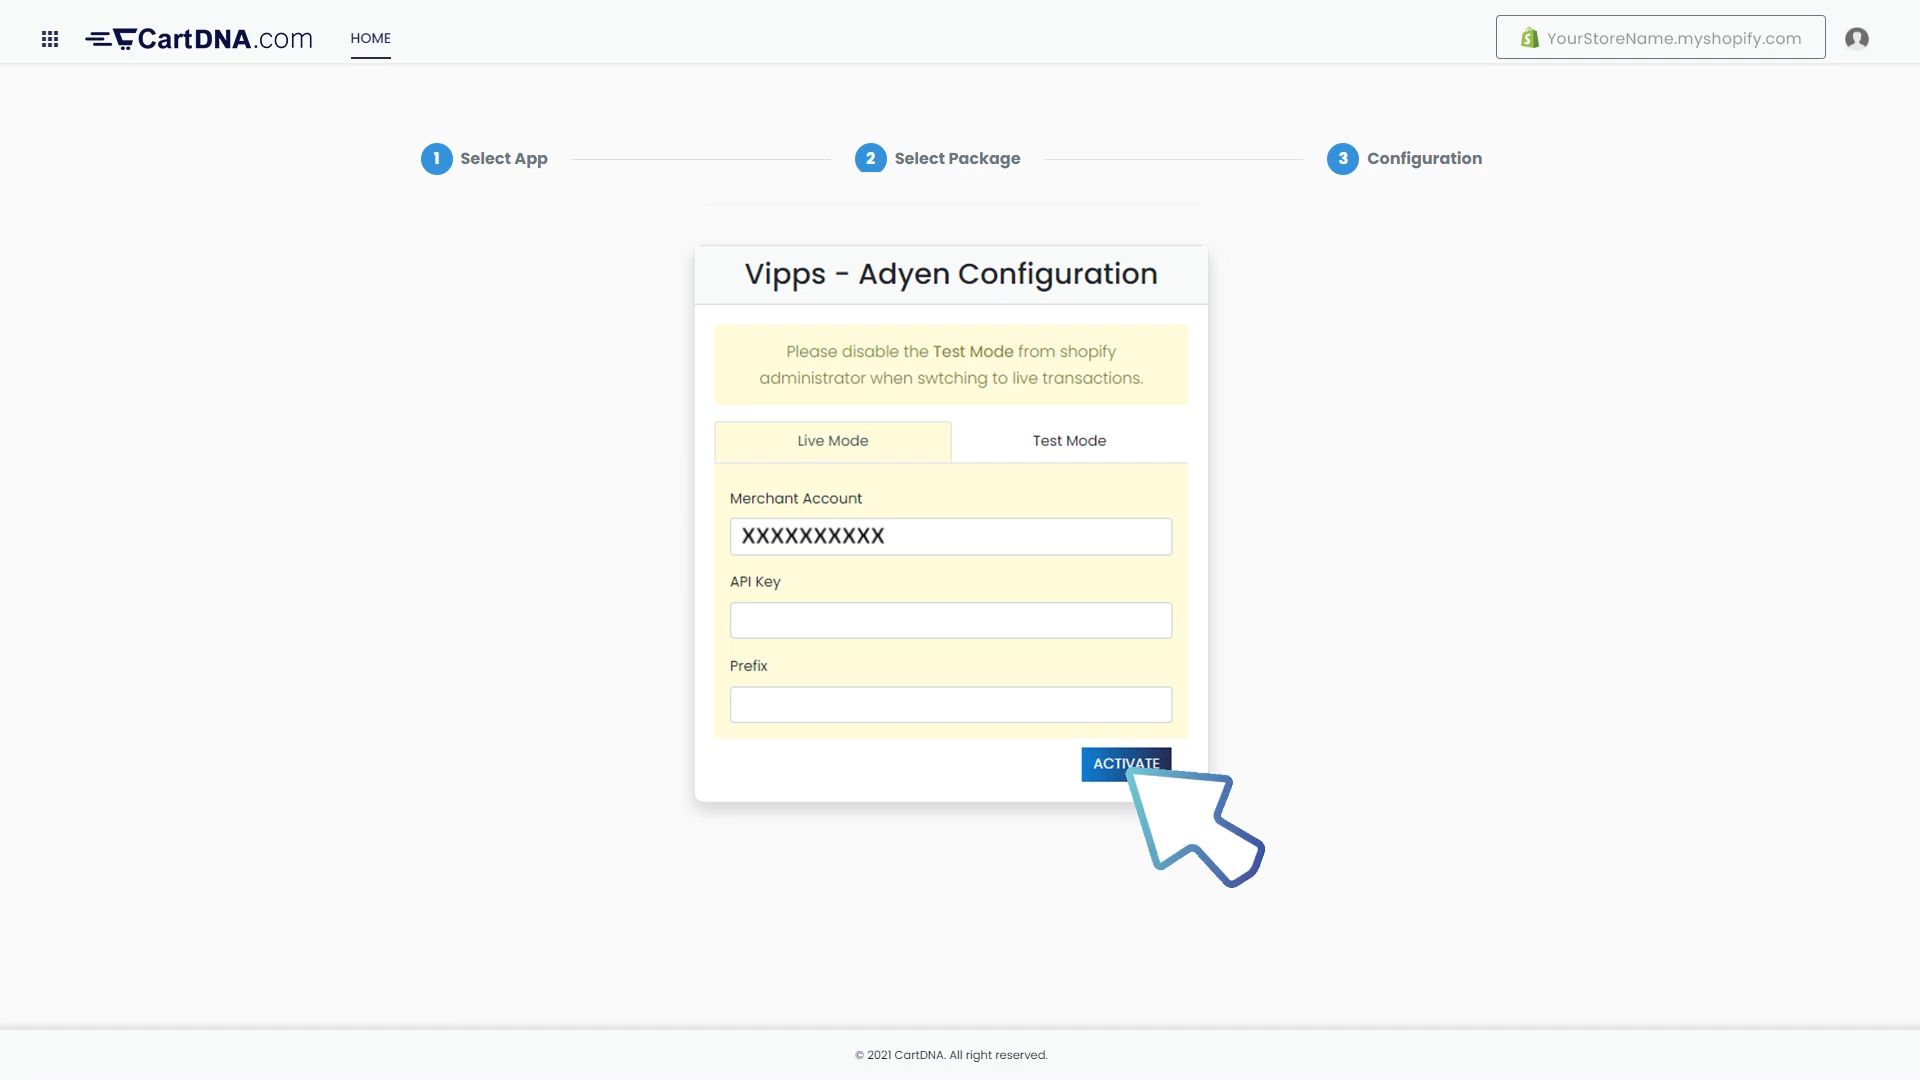 CartDNA.com
HOME
YourStoreName.myshopify.com
1 Select App
2 Select Package
3 Configuration
Vipps - Adyen Configuration
Please disable the Test Mode from shopify
administrator when swtching to live transactions.
Live Mode
Test Mode
Merchant Account
XXXXXXXXXX
API Key
Prefix
ACTIVATE
© 2021 CartDNA. All right reserved.